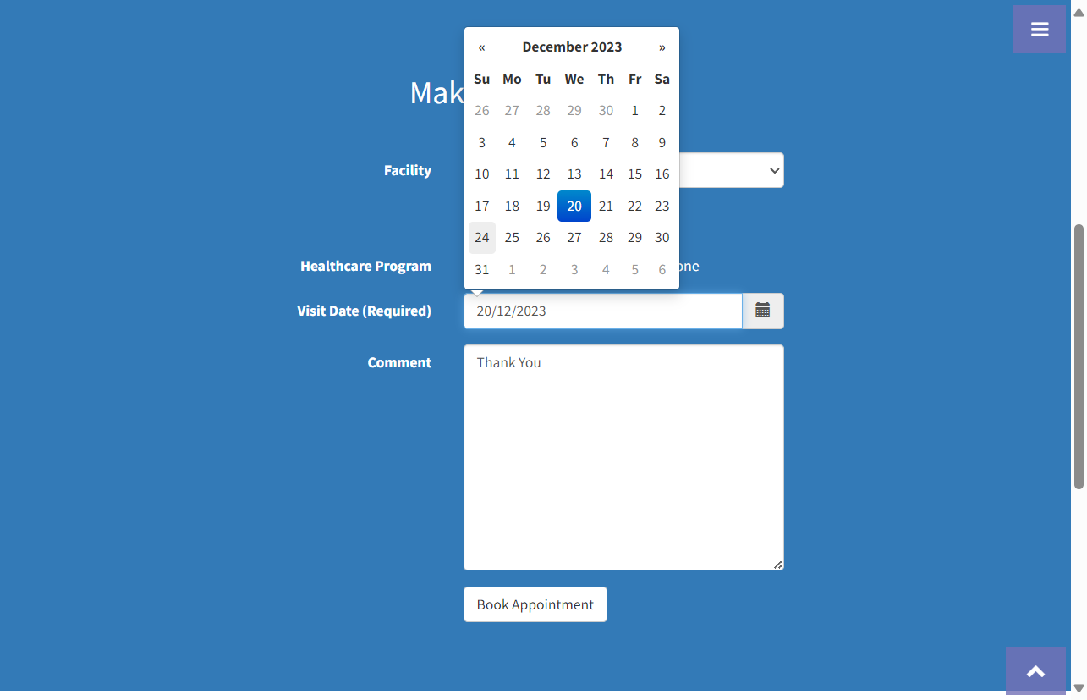 « December 2023 »
Su Mo Tu We Th Fr Sa
26 27 28 29 30 1 2
3 4 5 6 7 8 9
10 11 12 13 14 15 16
17 18 19 20 21 22 23
24 25 26 27 28 29 30
31 1 2 3 4 5 6
Mak
Facility
Healthcare Program
one
Visit Date (Required)
20/12/2023
Comment
Thank You
Book Appointment